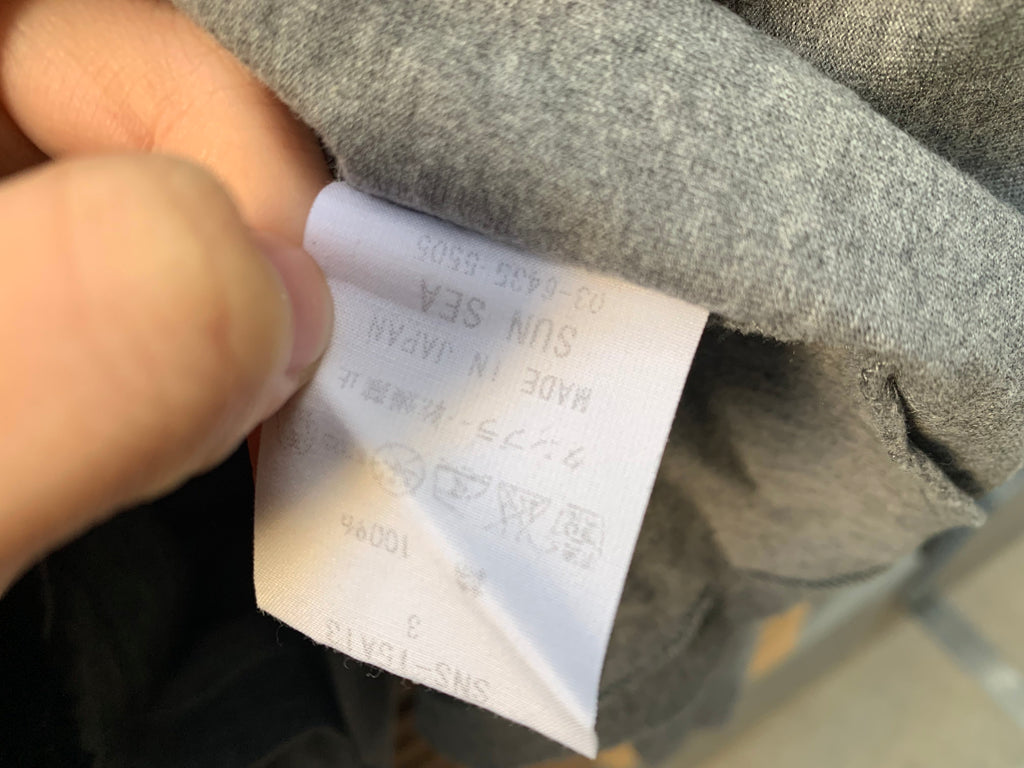 SNS-15A13
3
綿
100%
タンブラー乾燥禁止
MADE IN JAPAN
SUN SEA
03-6435-5505